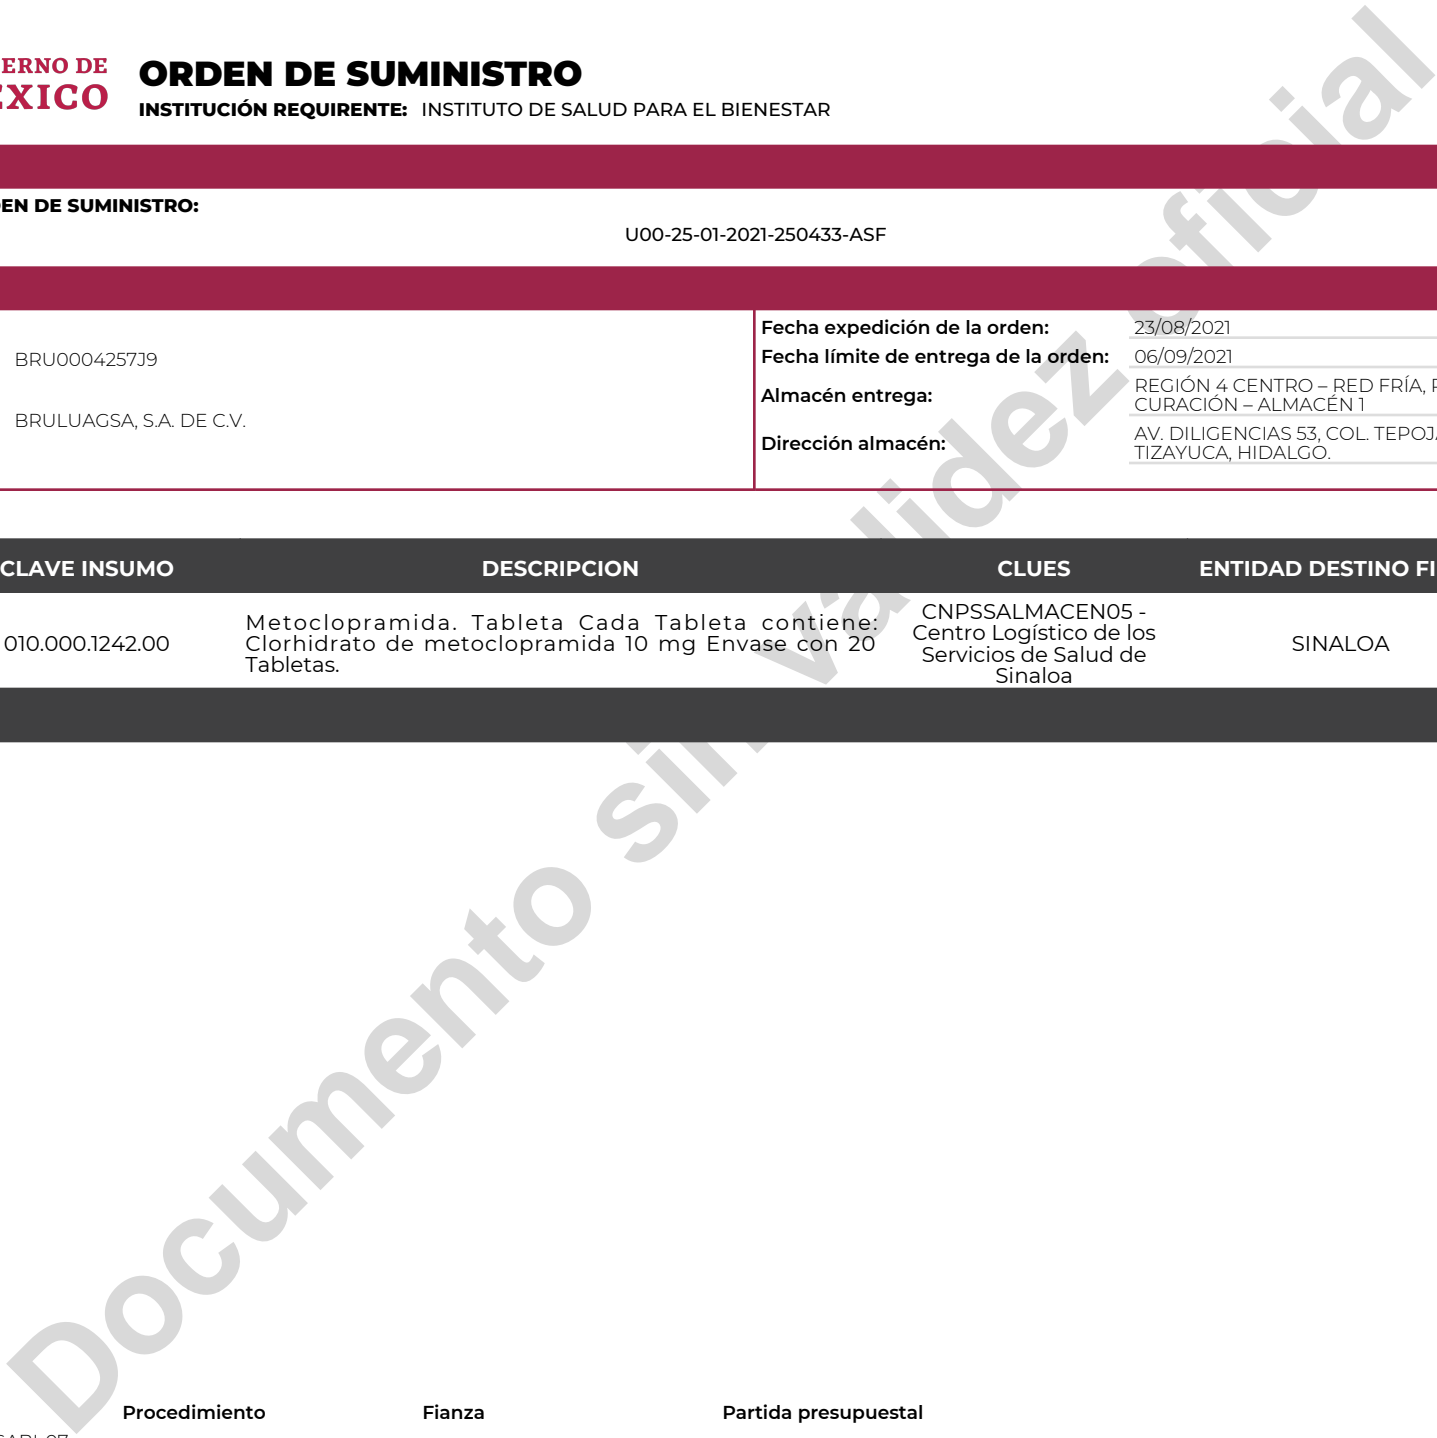 ERNO DE
ÉXICO
ORDEN DE SUMINISTRO
INSTITUCIÓN REQUIRENTE: INSTITUTO DE SALUD PARA EL BIENESTAR
EN DE SUMINISTRO:
U00-25-01-2021-250433-ASF
BRU0004257J9
BRULUAGSA, S.A. DE C.V.
Fecha expedición de la orden: 23/08/2021
Fecha límite de entrega de la orden: 06/09/2021
Almacén entrega: REGIÓN 4 CENTRO – RED FRÍA,
CURACIÓN – ALMACÉN 1
Dirección almacén: AV. DILIGENCIAS 53, COL. TEPOJ
TIZAYUCA, HIDALGO.
CLAVE INSUMO DESCRIPCION CLUES ENTIDAD DESTINO FI
010.000.1242.00
Metoclopramida. Tableta Cada Tableta contiene:
Clorhidrato de metoclopramida 10 mg Envase con 20
Tabletas.
CNPSSALMACEN05 -
Centro Logístico de los
Servicios de Salud de
Sinaloa
SINALOA
Documento sin validez oficial
Procedimiento Fianza Partida presupuestal